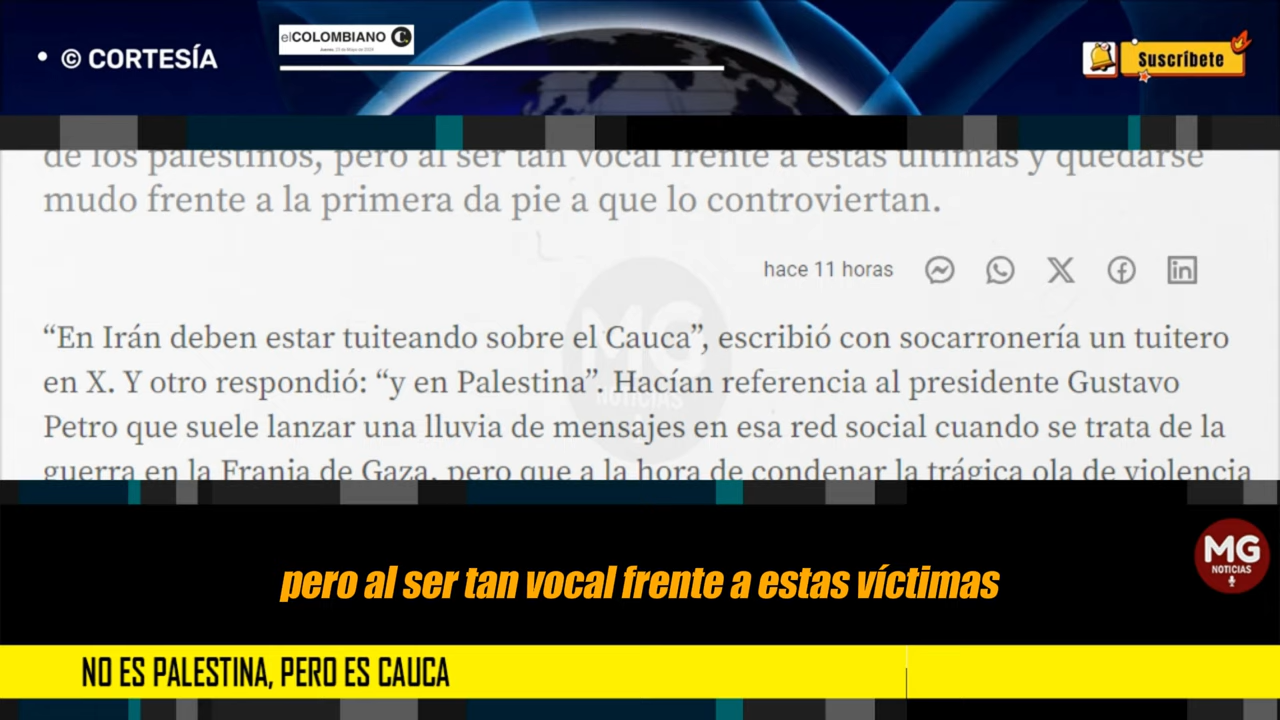 © CORTESÍA
elCOLOMBIANO
Suscríbete
de los palestinos, pero al ser tan vocal frente a estas últimas y quedarse
mudo frente a la primera da pie a que lo controviertan.
hace 11 horas
“En Irán deben estar tuiteando sobre el Cauca”, escribió con socarronería un tuitero
en X. Y otro respondió: “y en Palestina”. Hacían referencia al presidente Gustavo
Petro que suele lanzar una lluvia de mensajes en esa red social cuando se trata de la
guerra en la Franja de Gaza, pero que a la hora de condenar la trágica ola de violencia
MG
NOTICIAS
pero al ser tan vocal frente a estas víctimas
MG
NOTICIAS
NO ES PALESTINA, PERO ES CAUCA